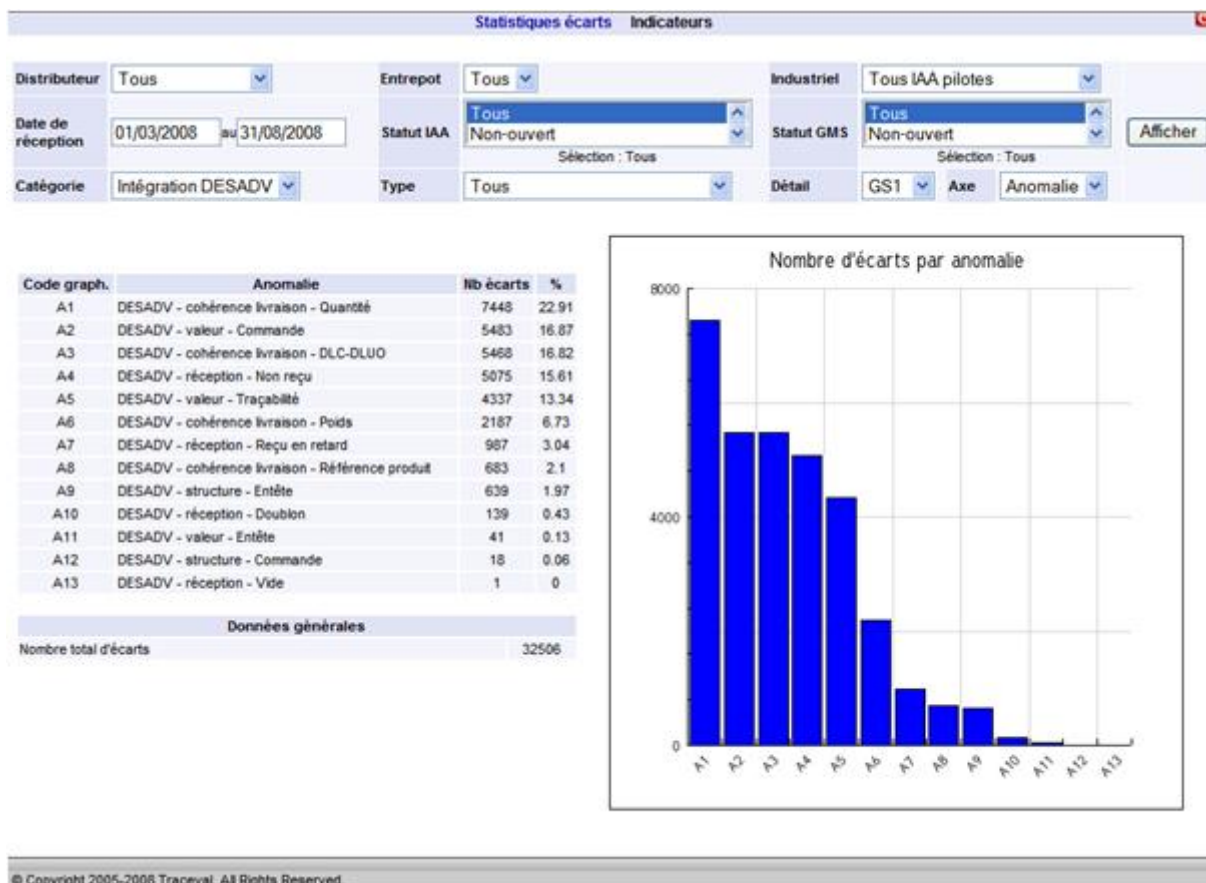 Statistiques écarts Indicateurs
Distributeur Tous Entrepot Tous Industriel Tous IAA pilotes
Date de réception 01/03/2008 au 31/08/2008 Statut IAA Tous Non-ouvert Sélection : Tous Statut GMS Tous Non-ouvert Sélection : Tous Afficher
Catégorie Intégration DESADV Type Tous Détail GS1 Axe Anomalie
Code graph. Anomalie Nb écarts %
A1 DESADV - cohérence livraison - Quantité 7448 22.91
A2 DESADV - valeur - Commande 5483 16.87
A3 DESADV - cohérence livraison - DLC-DLUO 5468 16.82
A4 DESADV - réception - Non reçu 5075 15.61
A5 DESADV - valeur - Traçabilité 4337 13.34
A6 DESADV - cohérence livraison - Poids 2187 6.73
A7 DESADV - réception - Reçu en retard 987 3.04
A8 DESADV - cohérence livraison - Référence produit 683 2.1
A9 DESADV - structure - Entête 639 1.97
A10 DESADV - réception - Doublon 139 0.43
A11 DESADV - valeur - Entête 41 0.13
A12 DESADV - structure - Commande 18 0.06
A13 DESADV - réception - Vide 1 0
Données générales
Nombre total d'écarts 32506
Nombre d'écarts par anomalie
8000
4000
0
A1 A2 A3 A4 A5 A6 A7 A8 A9 A10 A11 A12 A13
© Copyright 2005-2008 Traceval. All Rights Reserved.